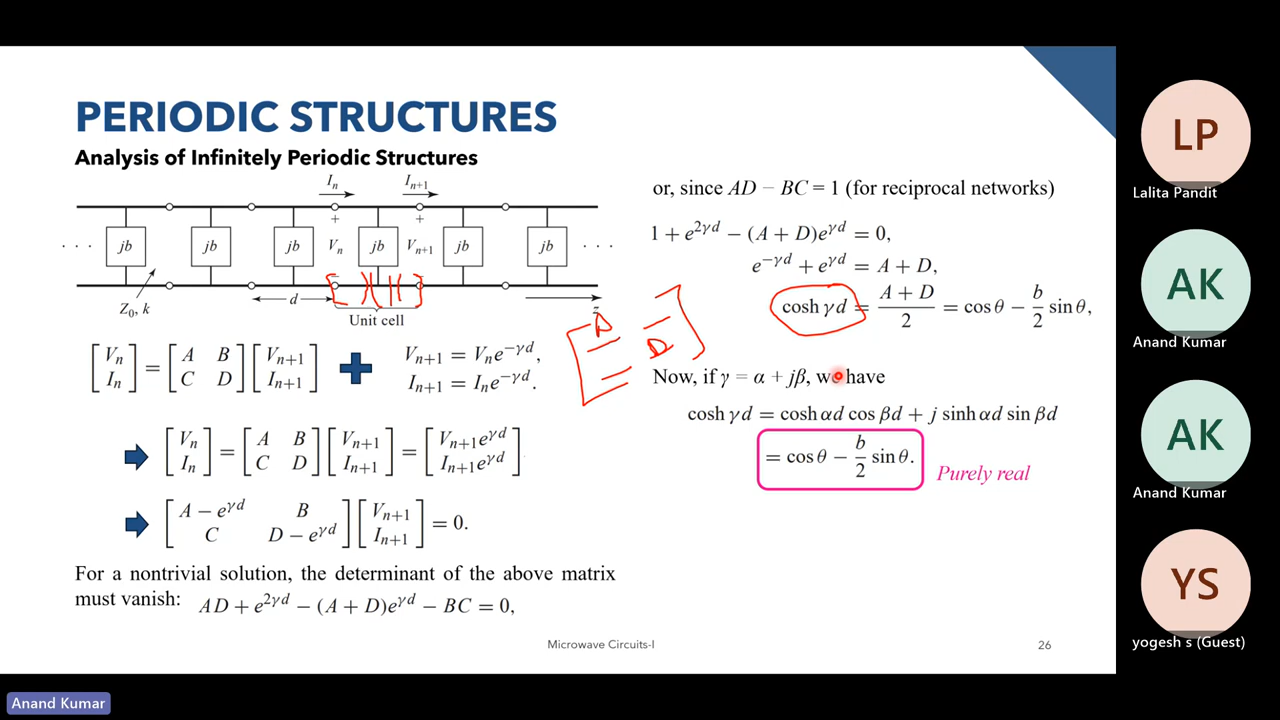 PERIODIC STRUCTURES
Analysis of Infinitely Periodic Structures
I_n I_{n+1}
+ +
. . . jb jb jb V_n jb V_{n+1} jb jb . . .
− −
Z_0, k d Unit cell z
[V_n; I_n] = [A B; C D] [V_{n+1}; I_{n+1}] + V_{n+1} = V_n e^{−γd},
I_{n+1} = I_n e^{−γd}.
[V_n; I_n] = [A B; C D] [V_{n+1}; I_{n+1}] = [V_{n+1} e^{γd}; I_{n+1} e^{γd}]
[A − e^{γd} B; C D − e^{γd}] [V_{n+1}; I_{n+1}] = 0.
For a nontrivial solution, the determinant of the above matrix
must vanish: AD + e^{2γd} − (A + D)e^{γd} − BC = 0,
or, since AD − BC = 1 (for reciprocal networks)
1 + e^{2γd} − (A + D)e^{γd} = 0,
e^{−γd} + e^{γd} = A + D,
cosh γd = (A + D)/2 = cos θ − (b/2) sin θ,
A
D
Now, if γ = α + jβ, we have
cosh γd = cosh αd cos βd + j sinh αd sin βd
= cos θ − (b/2) sin θ.
Purely real
Microwave Circuits-I
26
LP
Lalita Pandit
AK
Anand Kumar
AK
Anand Kumar
YS
yogesh s (Guest)
Anand Kumar